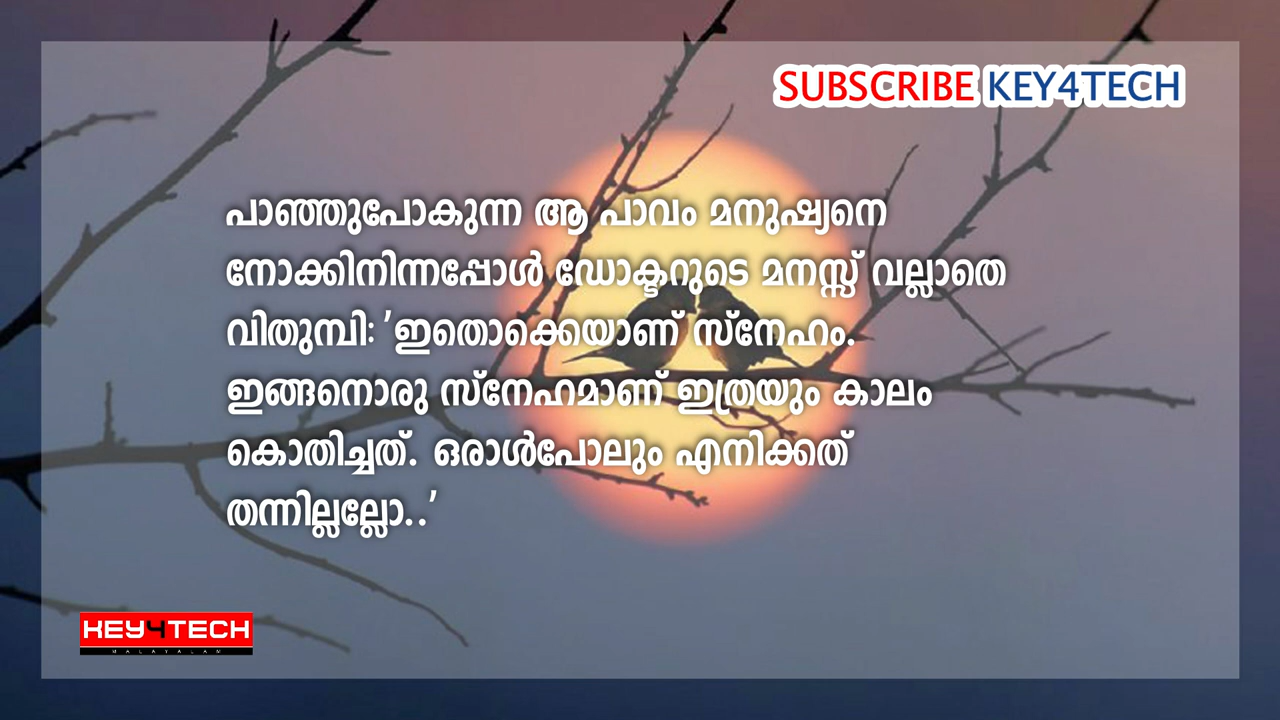 SUBSCRIBE KEY4TECH
പാഞ്ഞുപോകുന്ന ആ പാവം മനുഷ്യനെ
നോക്കിനിന്നപ്പോൾ ഡോക്ടറുടെ മനസ്സ് വല്ലാതെ
വിതുമ്പി: 'ഇതൊക്കെയാണ് സ്നേഹം.
ഇങ്ങനൊരു സ്നേഹമാണ് ഇത്രയും കാലം
കൊതിച്ചത്. ഒരാൾപോലും എനിക്കത്
തന്നില്ലല്ലോ..'
KEY4TECH
MALAYALAM